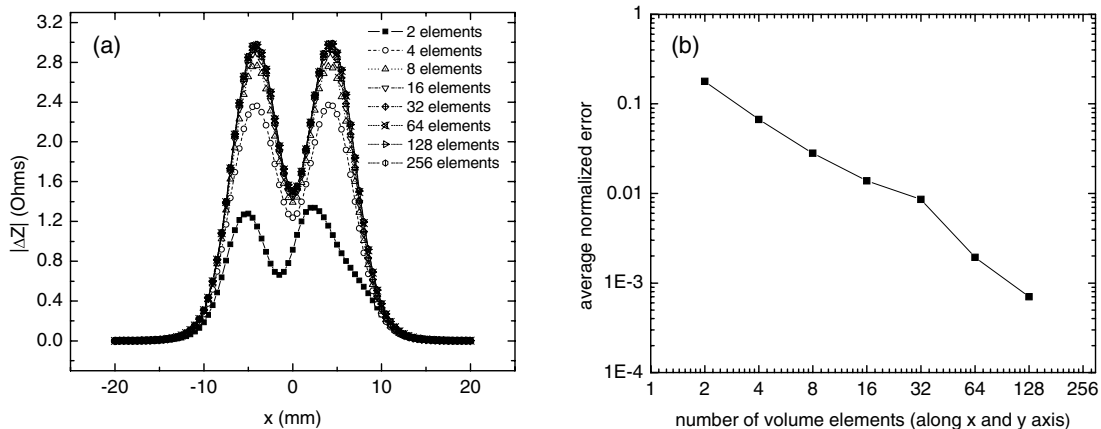 (a)
3.2
2.8
2.4
2.0
1.6
1.2
0.8
0.4
0.0
|ΔZ| (Ohms)
-20
-10
0
10
20
x (mm)
2 elements
4 elements
8 elements
16 elements
32 elements
64 elements
128 elements
256 elements
(b)
1
0.1
0.01
1E-3
1E-4
average normalized error
1
2
4
8
16
32
64
128
256
number of volume elements (along x and y axis)